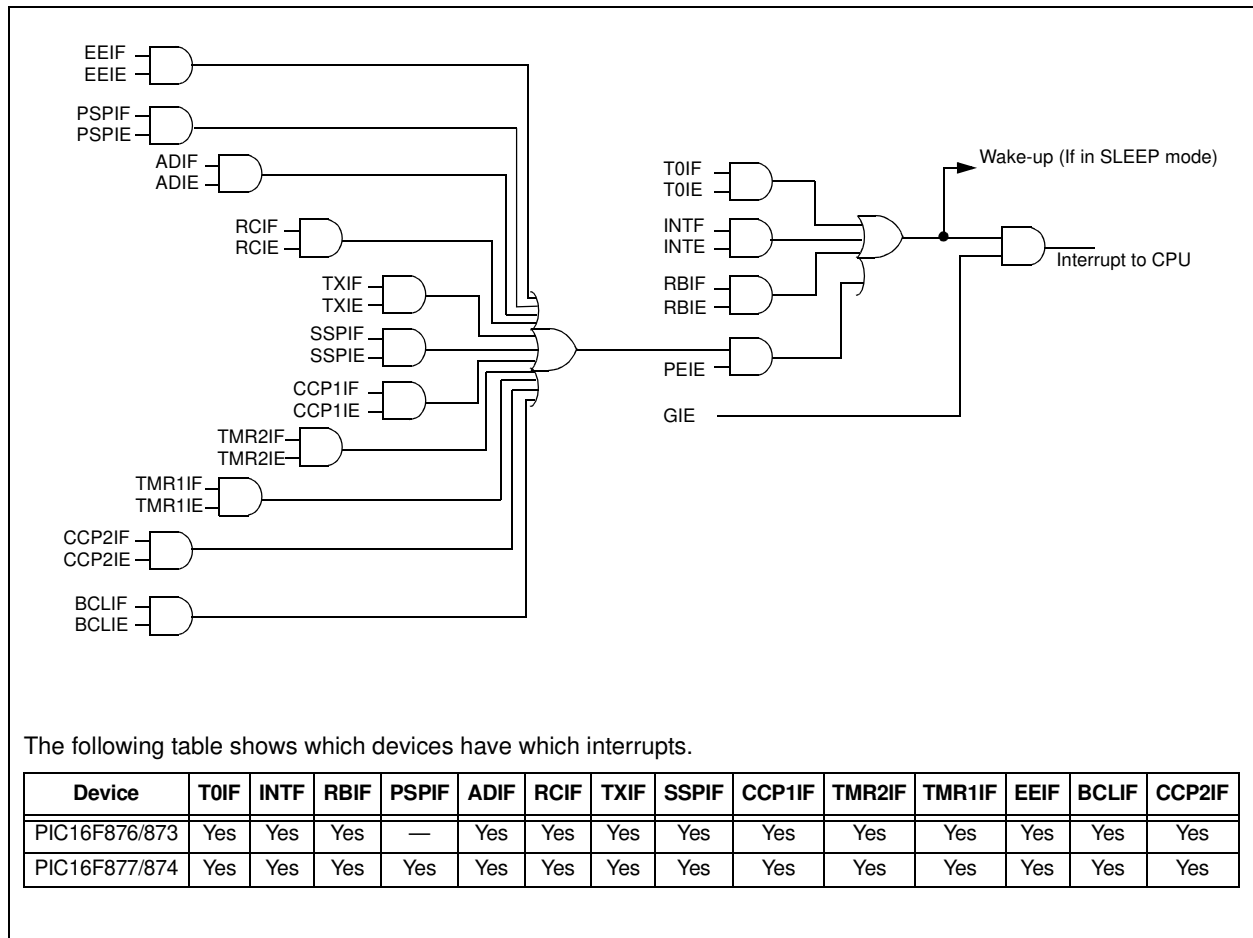 EEIF
EEIE
PSPIF
PSPIE
ADIF
ADIE
RCIF
RCIE
TXIF
TXIE
SSPIF
SSPIE
CCP1IF
CCP1IE
TMR2IF
TMR2IE
TMR1IF
TMR1IE
CCP2IF
CCP2IE
BCLIF
BCLIE
T0IF
T0IE
INTF
INTE
RBIF
RBIE
PEIE
GIE
Wake-up (If in SLEEP mode)
Interrupt to CPU
The following table shows which devices have which interrupts.
Device T0IF INTF RBIF PSPIF ADIF RCIF TXIF SSPIF CCP1IF TMR2IF TMR1IF EEIF BCLIF CCP2IF
PIC16F876/873 Yes Yes Yes — Yes Yes Yes Yes Yes Yes Yes Yes Yes Yes
PIC16F877/874 Yes Yes Yes Yes Yes Yes Yes Yes Yes Yes Yes Yes Yes Yes